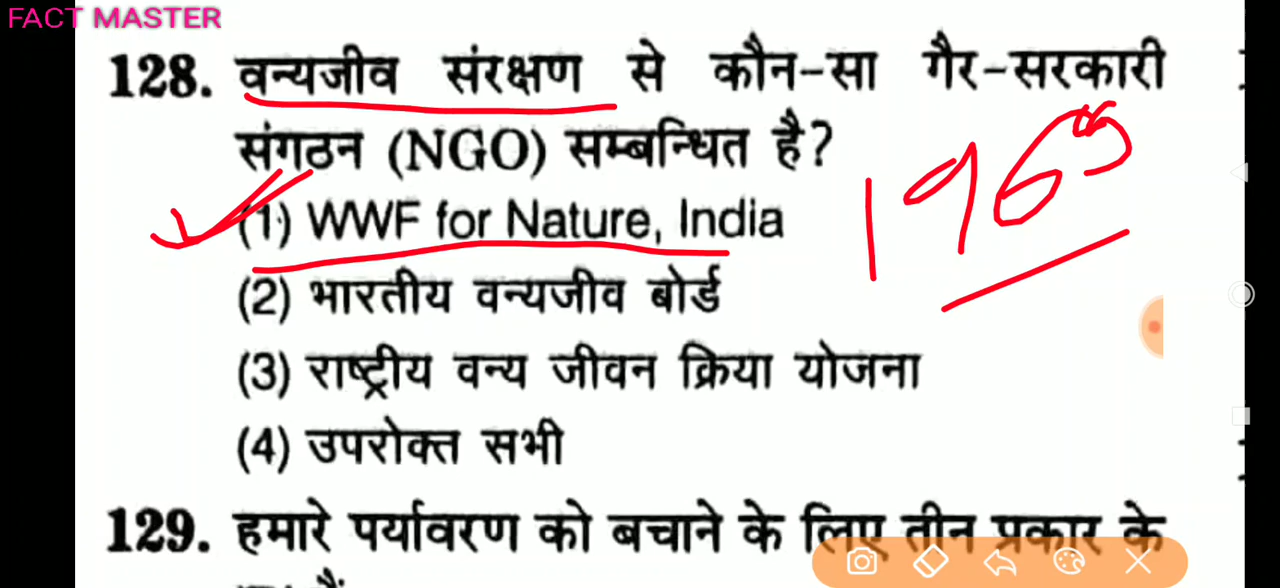 FACT MASTER
128. वन्यजीव संरक्षण से कौन-सा गैर-सरकारी
संगठन (NGO) सम्बन्धित है?
(1) WWF for Nature, India
(2) भारतीय वन्यजीव बोर्ड
(3) राष्ट्रीय वन्य जीवन क्रिया योजना
(4) उपरोक्त सभी
129. हमारे पर्यावरण को बचाने के लिए तीन प्रकार के